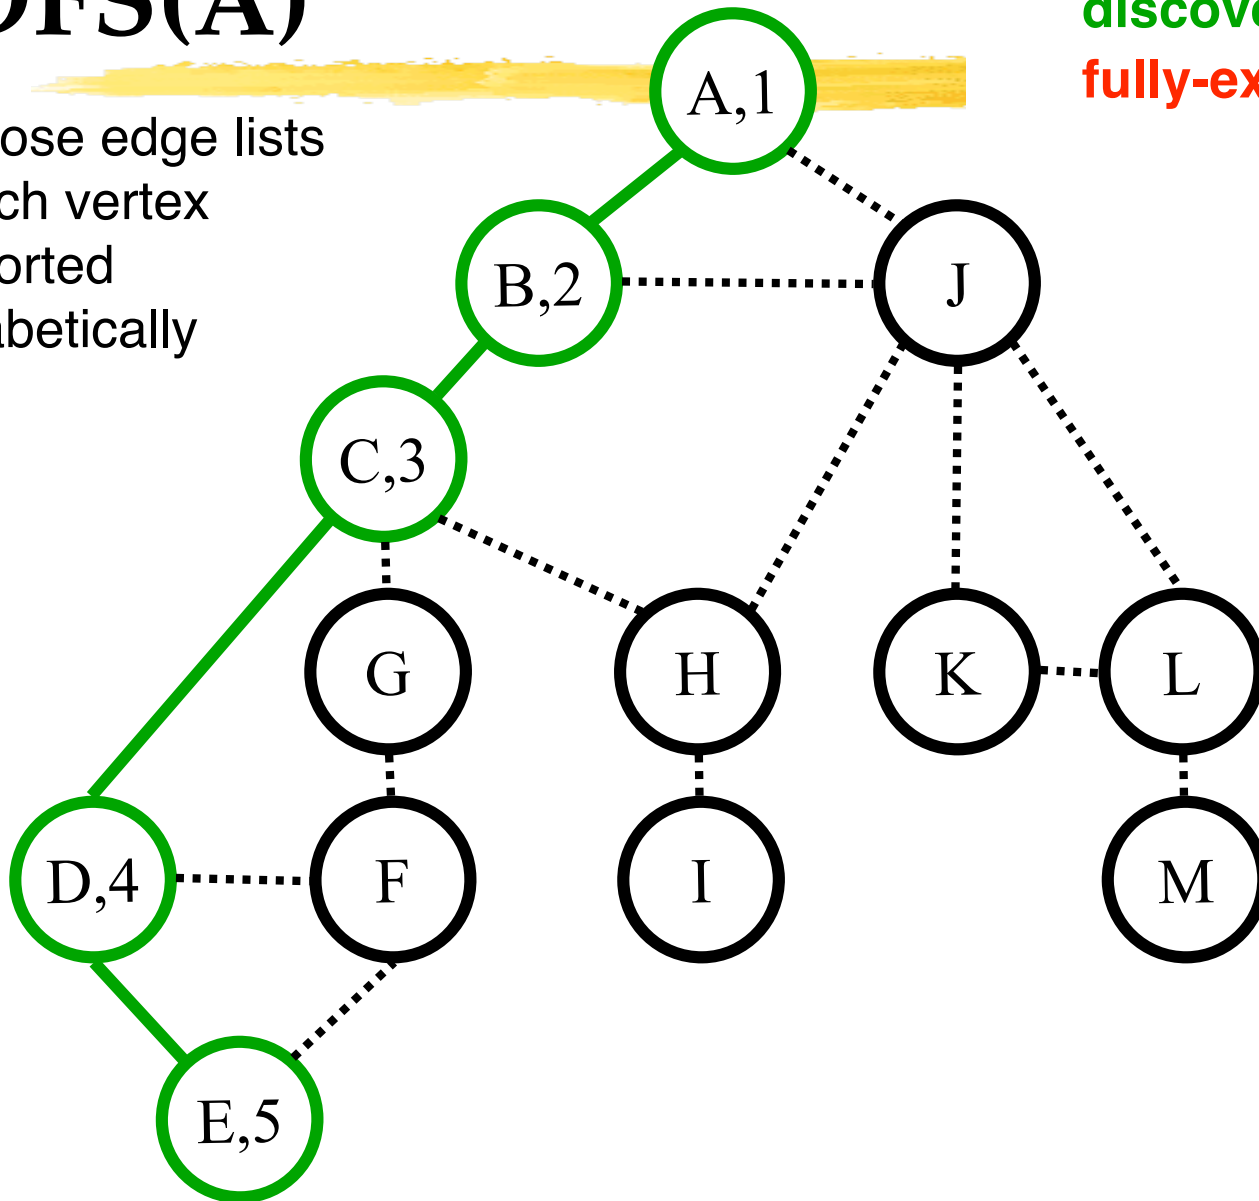 DFS(A)
discove
fully-ex
ose edge lists
ch vertex
orted
abetically
A,1
B,2
J
C,3
G
H
K
L
D,4
F
I
M
E,5